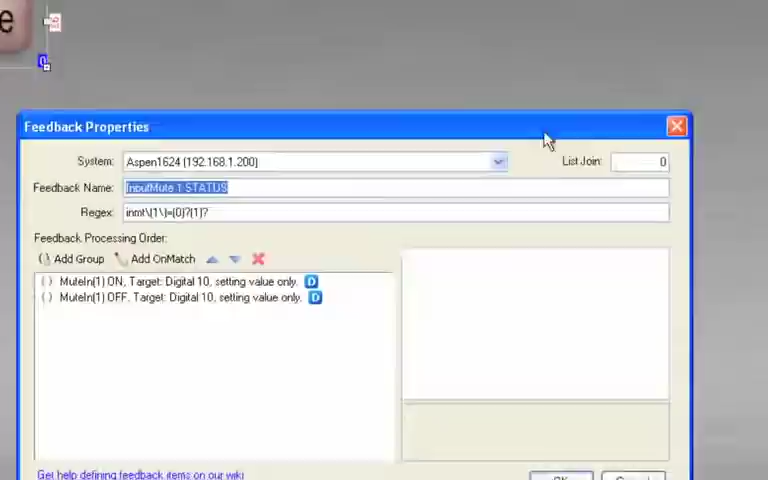 e
Feedback Properties
System: Aspen1624 (192.168.1.200) List Join: 0
Feedback Name: InputMute 1 STATUS
Regex: inmt\(1\)=(0)?(1)?
Feedback Processing Order:
Add Group Add OnMatch
MuteIn(1) ON, Target: Digital 10, setting value only. D
MuteIn(1) OFF, Target: Digital 10, setting value only. D
Get help defining feedback items on our wiki